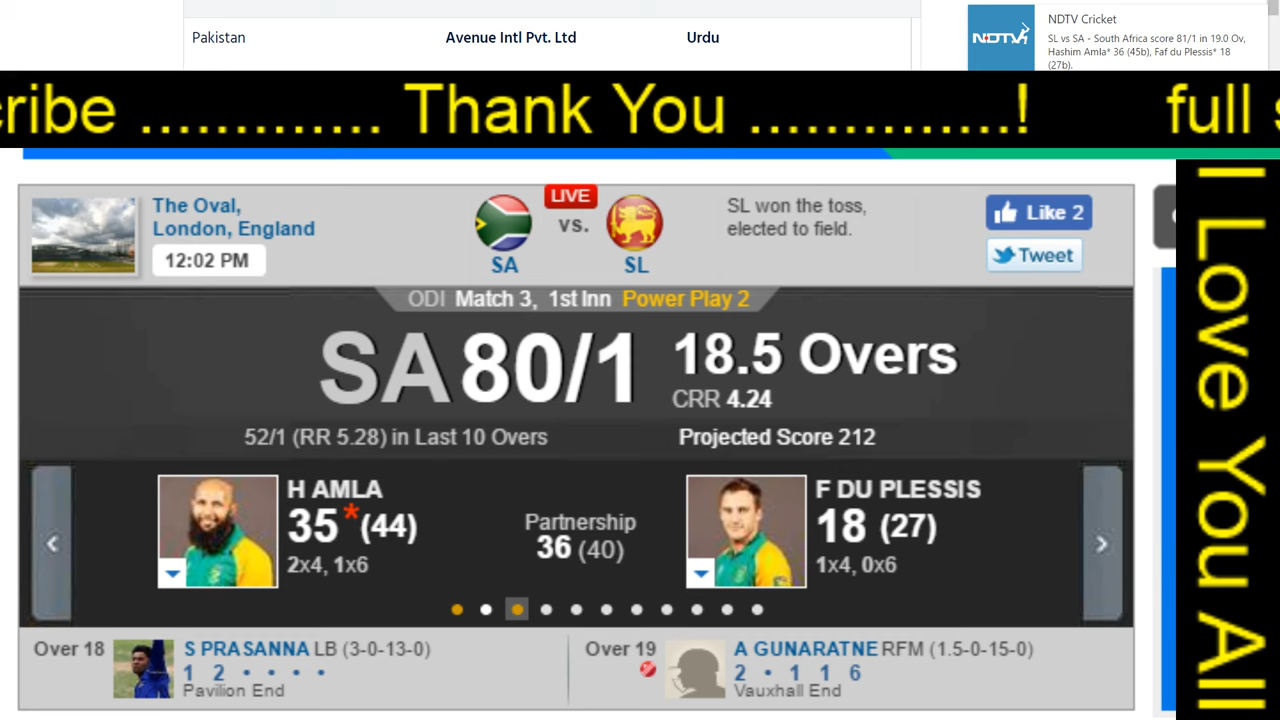 Pakistan Avenue Intl Pvt. Ltd Urdu
NDTV Cricket
NDTV
SL vs SA - South Africa score 81/1 in 19.0 Ov,
Hashim Amla* 36 (45b), Faf du Plessis* 18
(27b).
cribe ............. Thank You ..............! full
I Love You All
The Oval,
London, England
12:02 PM
LIVE
SA vs. SL
SL won the toss,
elected to field.
Like 2
Tweet
ODI Match 3, 1st Inn Power Play 2
SA 80/1 18.5 Overs
CRR 4.24
52/1 (RR 5.28) in Last 10 Overs Projected Score 212
H AMLA
35* (44)
2x4, 1x6
Partnership
36 (40)
F DU PLESSIS
18 (27)
1x4, 0x6
Over 18 S PRASANNA LB (3-0-13-0)
1 2 • • • •
Pavilion End
Over 19 A GUNARATNE RFM (1.5-0-15-0)
2 • 1 1 6
Vauxhall End